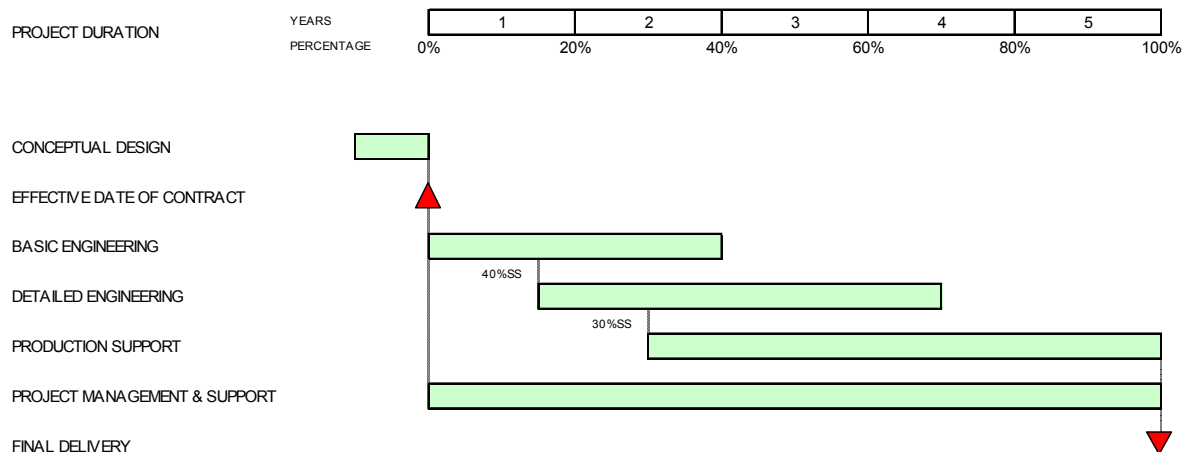 PROJECT DURATION
YEARS 1 2 3 4 5
PERCENTAGE 0% 20% 40% 60% 80% 100%
CONCEPTUAL DESIGN
EFFECTIVE DATE OF CONTRACT
BASIC ENGINEERING
40%SS
DETAILED ENGINEERING
30%SS
PRODUCTION SUPPORT
PROJECT MANAGEMENT & SUPPORT
FINAL DELIVERY